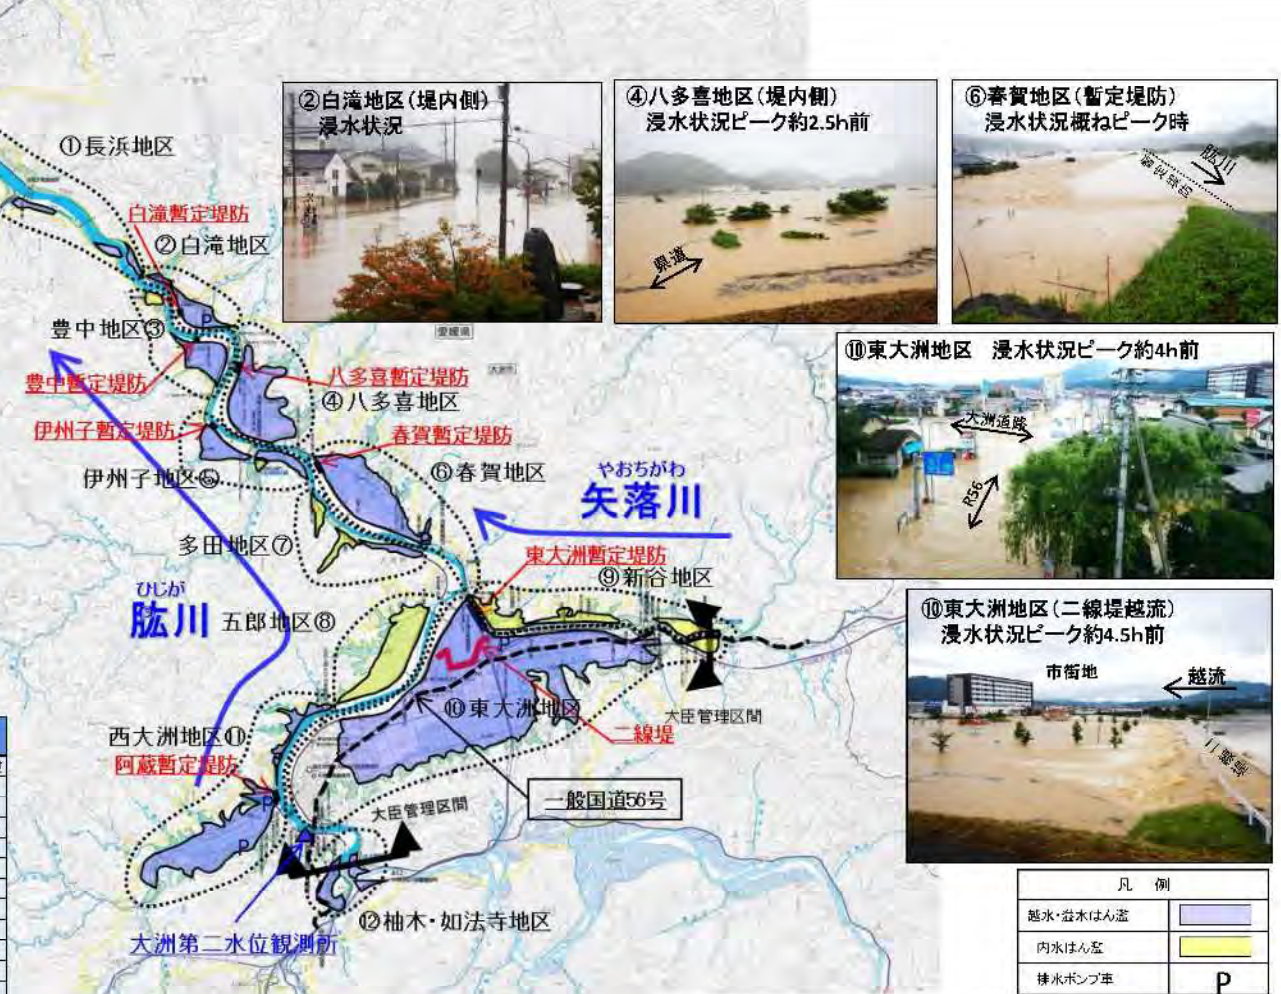 ②白滝地区(堤内側)
浸水状況
④八多喜地区(堤内側)
浸水状況ピーク約2.5h前
県道
⑥春賀地区(暫定堤防)
浸水状況概ねピーク時
肱川
暫定堤防
①長浜地区
白滝暫定堤防
②白滝地区
P
豊中地区③
愛媛県
大洲市
豊中暫定堤防
八多喜暫定堤防
④八多喜地区
伊州子暫定堤防
春賀暫定堤防
伊州子地区⑤
⑥春賀地区
やおちがわ
矢落川
多田地区⑦
東大洲暫定堤防
⑨新谷地区
ひじが
肱川
五郎地区⑧
⑩東大洲地区 浸水状況ピーク約4h前
大洲道路
R56
⑩東大洲地区(二線堤越流)
浸水状況ピーク約4.5h前
市街地
越流
二線堤
⑩東大洲地区
大臣管理区間
二線堤
西大洲地区⑪
阿蔵暫定堤防
P
一般国道56号
大臣管理区間
P
⑫柚木・如法寺地区
大洲第二水位観測所
凡 例
越水・溢水はん濫
内水はん濫
排水ポンプ車
P